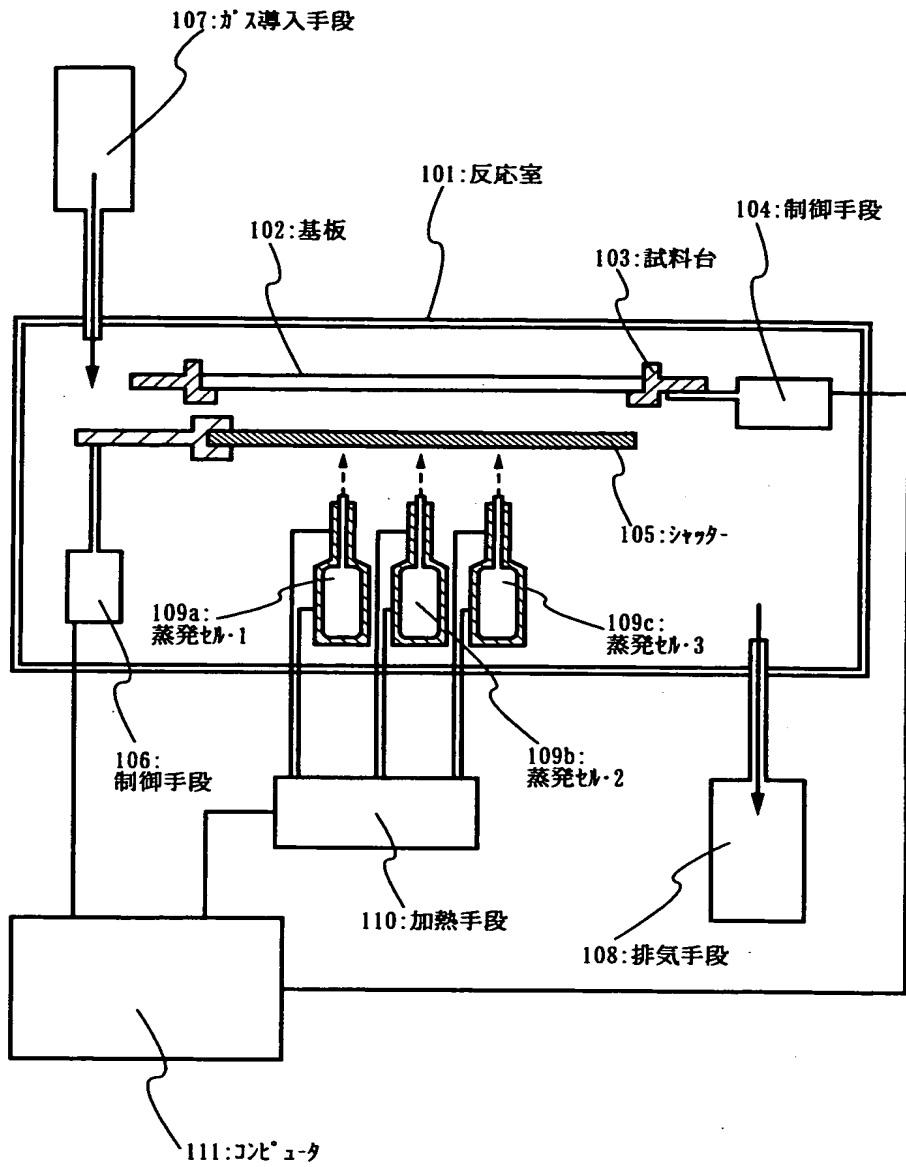 107:ｶﾞｽ導入手段
101:反応室
102:基板
104:制御手段
103:試料台
105:ｼｬｯﾀｰ
109a:
蒸発ｾﾙ･1
109c:
蒸発ｾﾙ･3
109b:
蒸発ｾﾙ･2
106:
制御手段
110:加熱手段
108:排気手段
111:ｺﾝﾋﾟｭｰﾀ